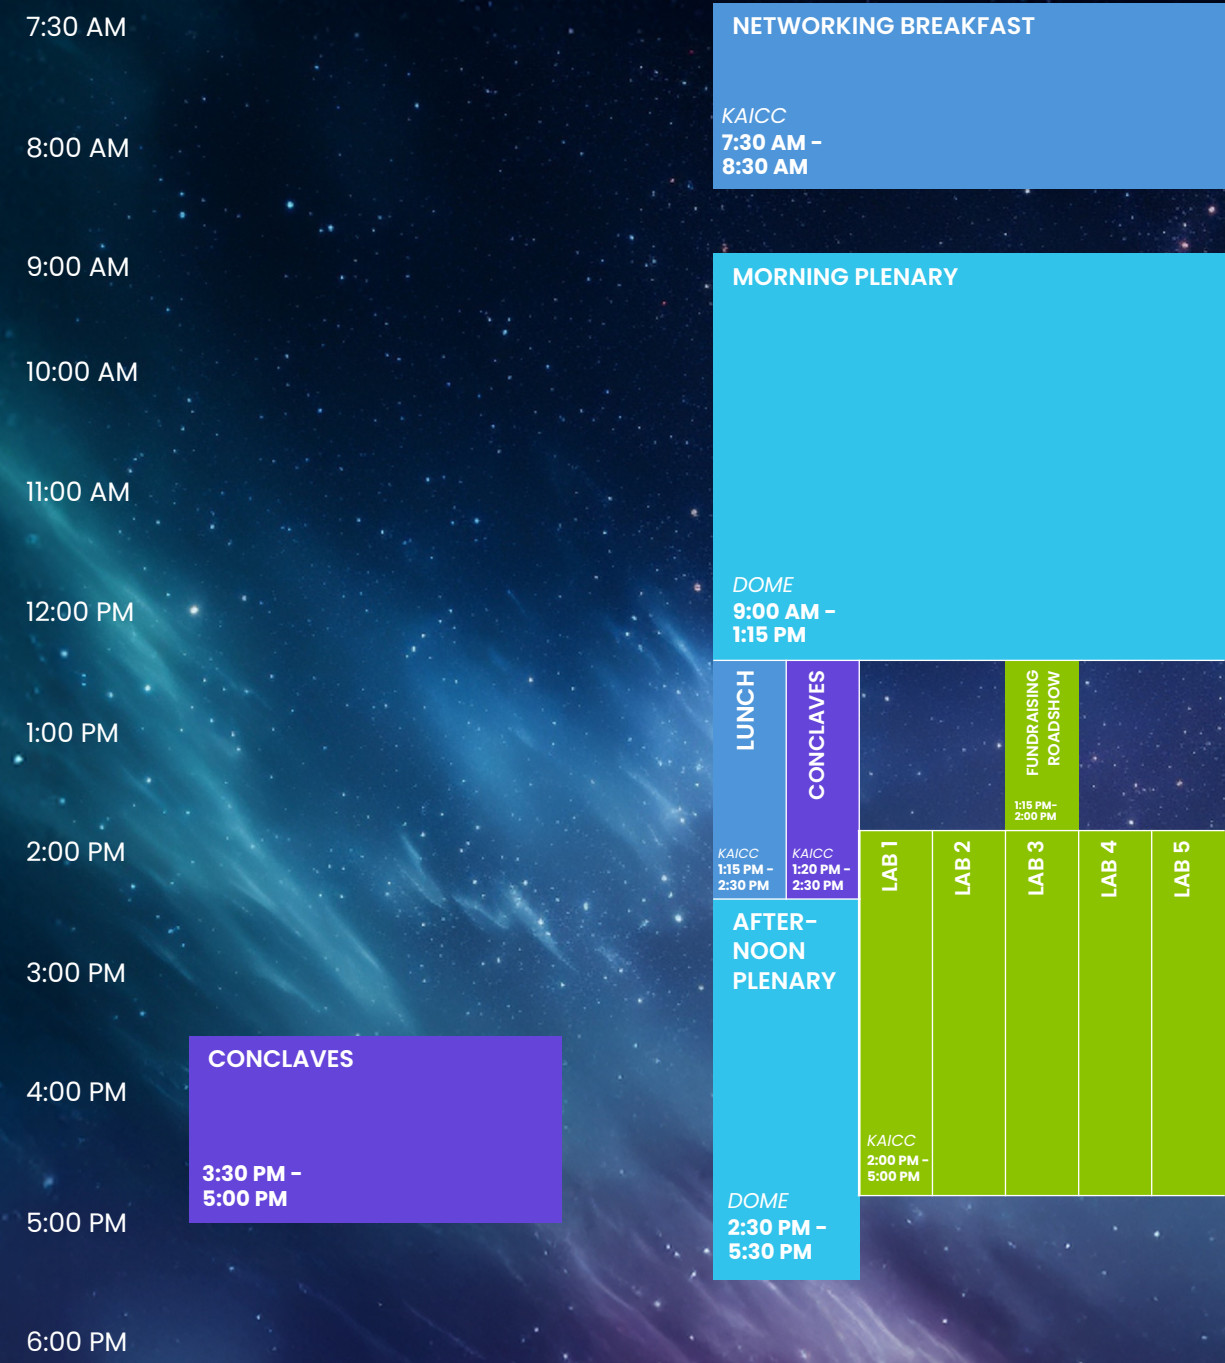 7:30 AM
8:00 AM
9:00 AM
10:00 AM
11:00 AM
12:00 PM
1:00 PM
2:00 PM
3:00 PM
4:00 PM
5:00 PM
6:00 PM
NETWORKING BREAKFAST
KAICC
7:30 AM -
8:30 AM
MORNING PLENARY
DOME
9:00 AM -
1:15 PM
LUNCH
KAICC
1:15 PM -
2:30 PM
CONCLAVES
KAICC
1:20 PM -
2:30 PM
FUNDRAISING
ROADSHOW
1:15 PM-
2:00 PM
LAB 1
KAICC
2:00 PM -
5:00 PM
LAB 2
LAB 3
LAB 4
LAB 5
AFTER-
NOON
PLENARY
DOME
2:30 PM -
5:30 PM
CONCLAVES
3:30 PM -
5:00 PM